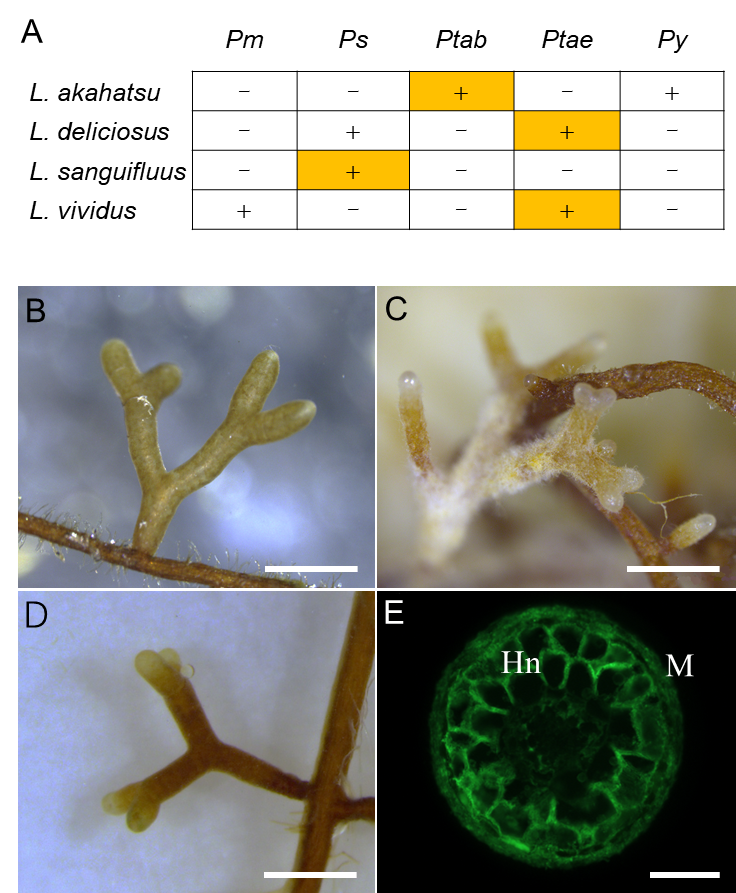 A
Pm Ps Ptab Ptae Py
L. akahatsu − − + − +
L. deliciosus − + − + −
L. sanguifluus − + − − −
L. vividus + − − + −
B
C
D
E
Hn
M